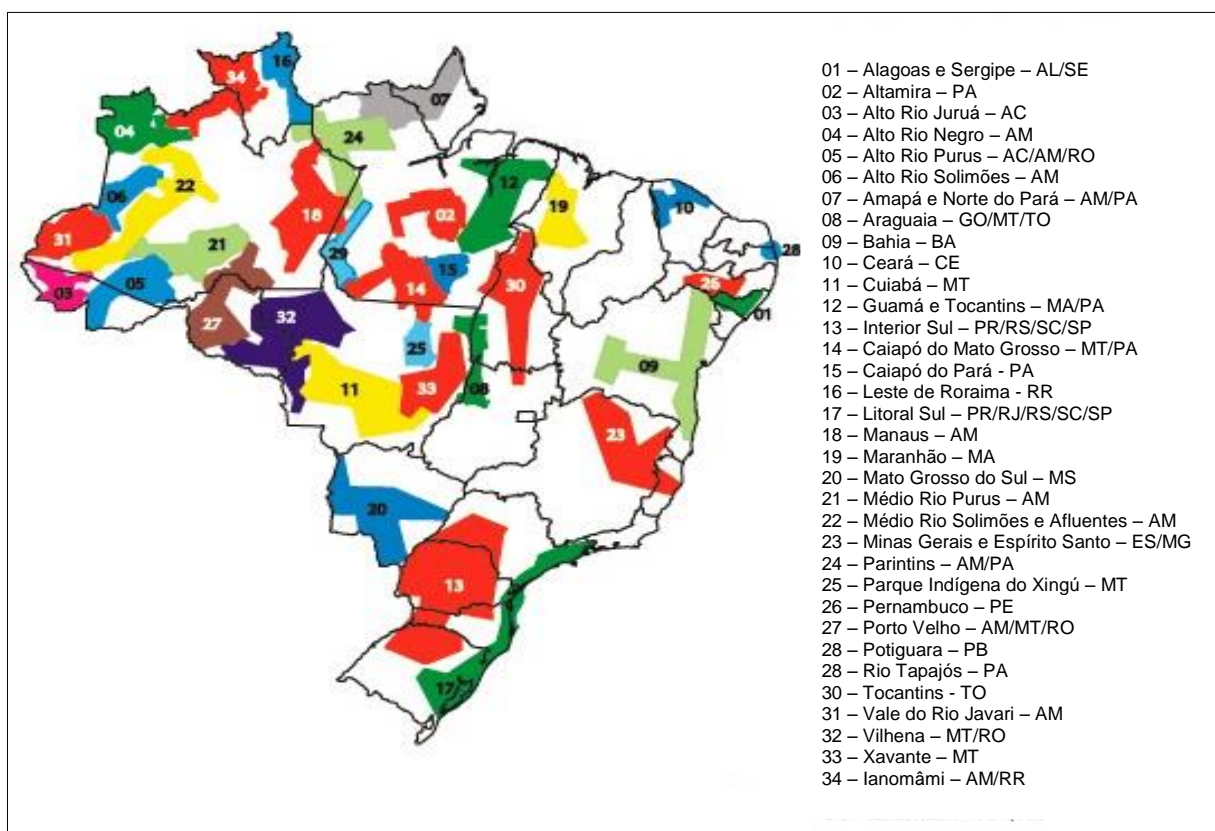 01 – Alagoas e Sergipe – AL/SE
02 – Altamira – PA
03 – Alto Rio Juruá – AC
04 – Alto Rio Negro – AM
05 – Alto Rio Purus – AC/AM/RO
06 – Alto Rio Solimões – AM
07 – Amapá e Norte do Pará – AM/PA
08 – Araguaia – GO/MT/TO
09 – Bahia – BA
10 – Ceará – CE
11 – Cuiabá – MT
12 – Guamá e Tocantins – MA/PA
13 – Interior Sul – PR/RS/SC/SP
14 – Caiapó do Mato Grosso – MT/PA
15 – Caiapó do Pará - PA
16 – Leste de Roraima - RR
17 – Litoral Sul – PR/RJ/RS/SC/SP
18 – Manaus – AM
19 – Maranhão – MA
20 – Mato Grosso do Sul – MS
21 – Médio Rio Purus – AM
22 – Médio Rio Solimões e Afluentes – AM
23 – Minas Gerais e Espírito Santo – ES/MG
24 – Parintins – AM/PA
25 – Parque Indígena do Xingú – MT
26 – Pernambuco – PE
27 – Porto Velho – AM/MT/RO
28 – Potiguara – PB
28 – Rio Tapajós – PA
30 – Tocantins - TO
31 – Vale do Rio Javari – AM
32 – Vilhena – MT/RO
33 – Xavante – MT
34 – Ianomâmi – AM/RR
16
34
07
04
24
22
12
06
19
10
18
02
31
21
28
29
15
03
05
14
30
26
01
27
32
25
09
33
08
11
23
20
13
17